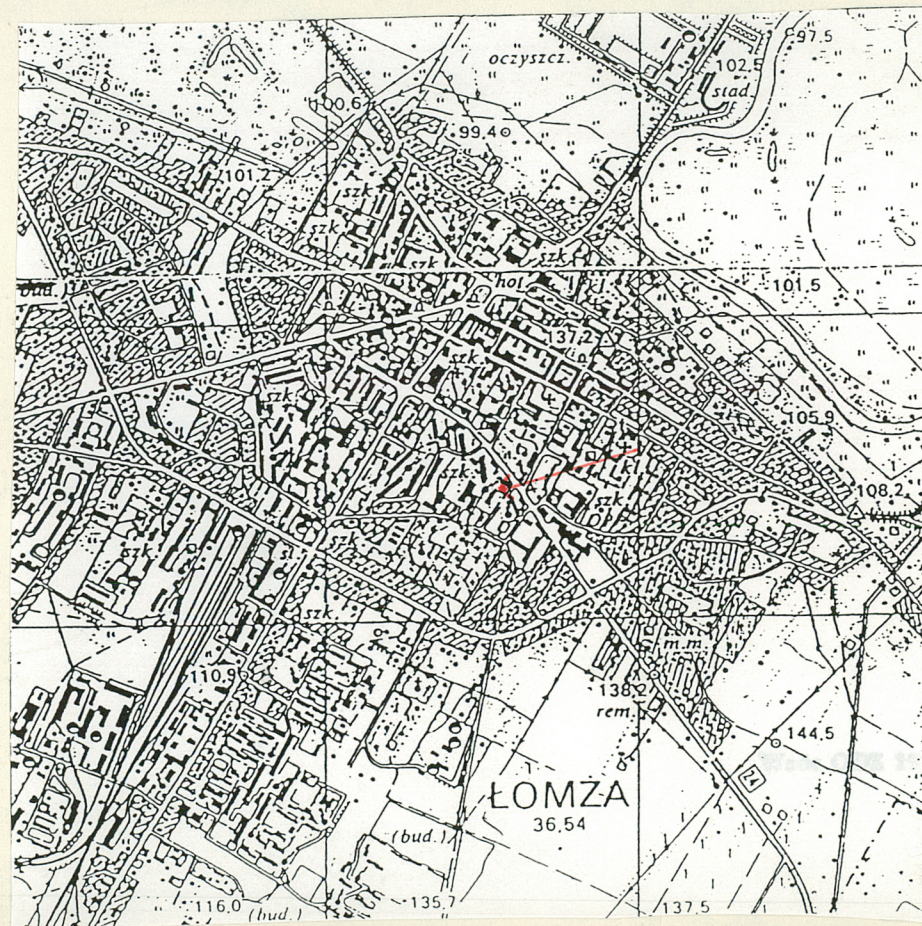 97,5
oczyszcz.
102,5
stad.
100,6
99,4
101,2
szk
szk
szk
szk
bud.
hot
101,5
137,2
szk
szk
105,9
szk
szk
108,2
szk
szk
szk
m.m.
110,9
138,2
rem.
144,5
24
ŁOMŻA
36,54
(bud.)
116,0
(bud.)
135,7
137,5